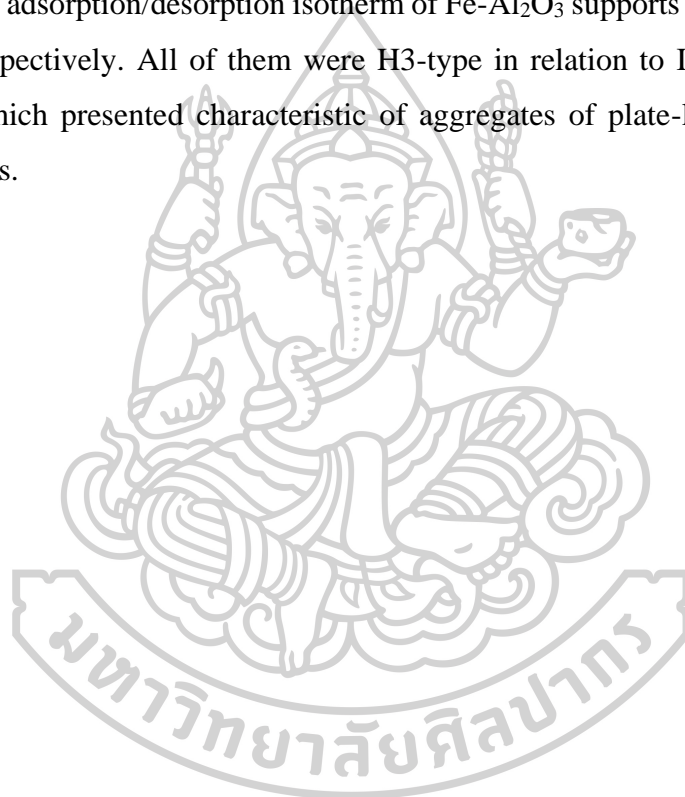 adsorption/desorption isotherm of Fe-Al₂O₃ supports
pectively. All of them were H3-type in relation to
hich presented characteristic of aggregates of plate-
s.
มหาวิทยาลัยศิลปากร